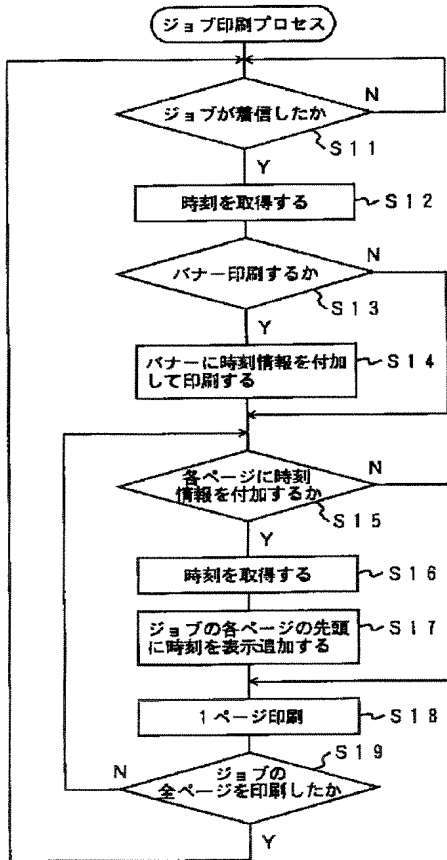 ジョブ印刷プロセス
N
ジョブが着信したか
S11
Y
時刻を取得する
S12
N
バナー印刷するか
S13
Y
バナーに時刻情報を付加
して印刷する
S14
N
各ページに時刻
情報を付加するか
S15
Y
時刻を取得する
S16
ジョブの各ページの先頭
に時刻を表示追加する
S17
1ページ印刷
S18
S19
N
ジョブの
全ページを印刷したか
Y